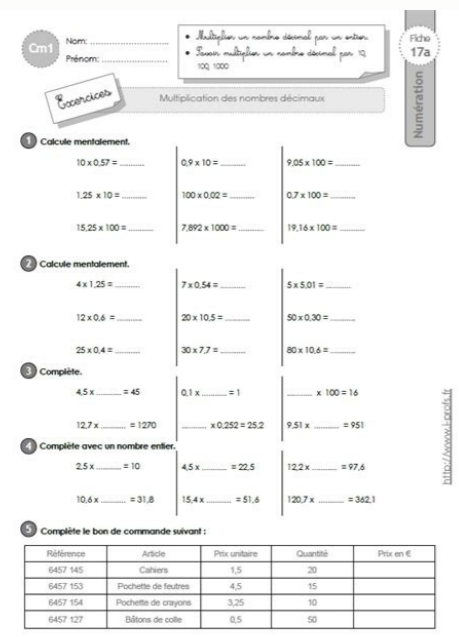 Cm1
Nom: ............................
Prénom: ............................
• Multiplier un nombre décimal par un entier.
• Savoir multiplier un nombre décimal par 10,
100, 1000
Fiche
17a
Numération
Exercices
Multiplication des nombres décimaux
1 Calcule mentalement.
10 x 0,57 = ............ 0,9 x 10 = ............ 9,05 x 100 = ............
1,25 x 10 = ............ 100 x 0,02 = ............ 0,7 x 100 = ............
15,25 x 100 = ............ 7,892 x 1000 = ............ 19,16 x 100 = ............
2 Calcule mentalement.
4 x 1,25 = ............ 7 x 0,54 = ............ 5 x 5,01 = ............
12 x 0,6 = ............ 20 x 10,5 = ............ 50 x 0,30 = ............
25 x 0,4 = ............ 30 x 7,7 = ............ 80 x 10,6 = ............
3 Complète.
4,5 x ............ = 45 0,1 x ............ = 1 ............ x 100 = 16
12,7 x ............ = 1270 ............ x 0,252 = 25,2 9,51 x ............ = 951
4 Complète avec un nombre entier.
2,5 x ............ = 10 4,5 x ............ = 22,5 12,2 x ............ = 97,6
10,6 x ............ = 31,8 15,4 x ............ = 51,6 120,7 x ............ = 362,1
5 Complète le bon de commande suivant :
Référence Article Prix unitaire Quantité Prix en €
6457 145 Cahiers 1,5 20
6457 153 Pochette de feutres 4,5 15
6457 154 Pochette de crayons 3,25 10
6457 127 Bâtons de colle 0,5 50
http://www.i-profs.fr